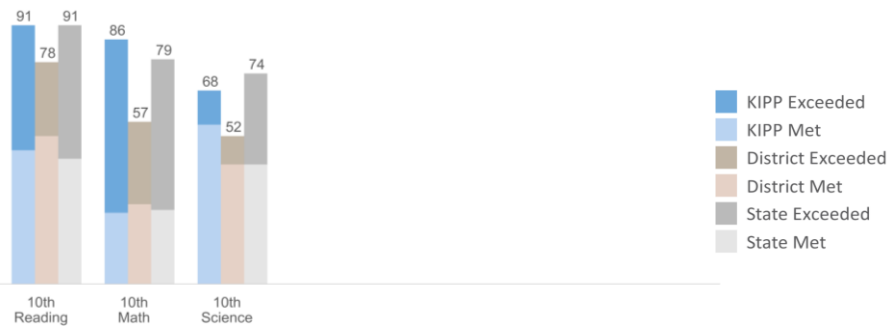 91
78
91
86
57
79
68
52
74
10th
Reading
10th
Math
10th
Science
KIPP Exceeded
KIPP Met
District Exceeded
District Met
State Exceeded
State Met